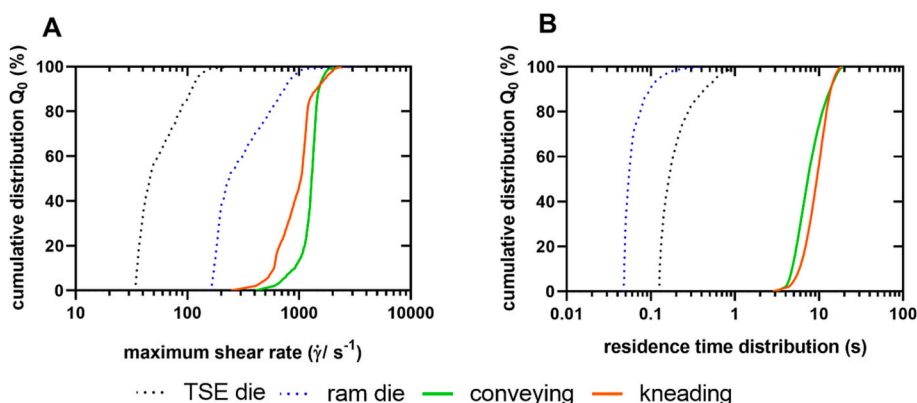 A
cumulative distribution Q0 (%)
100
80
60
40
20
0
10
100
1000
10000
maximum shear rate (γ̇/ s-1)
B
cumulative distribution Q0 (%)
100
80
60
40
20
0
0.01
0.1
1
10
100
residence time distribution (s)
TSE die
ram die
conveying
kneading